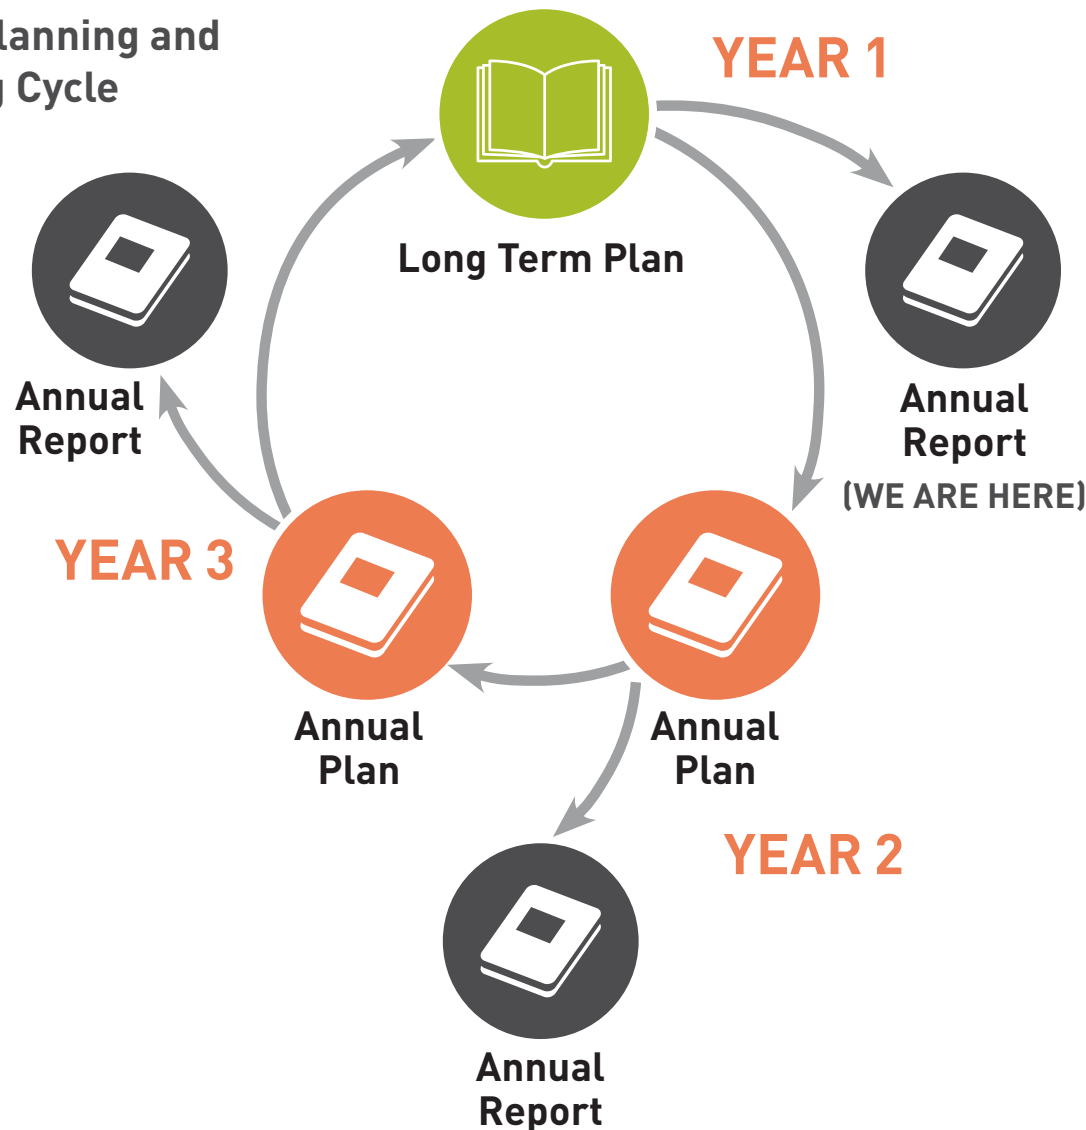 lanning and
g Cycle
YEAR 1
Long Term Plan
Annual
Report
(WE ARE HERE)
Annual
Report
YEAR 3
Annual
Plan
Annual
Plan
YEAR 2
Annual
Report